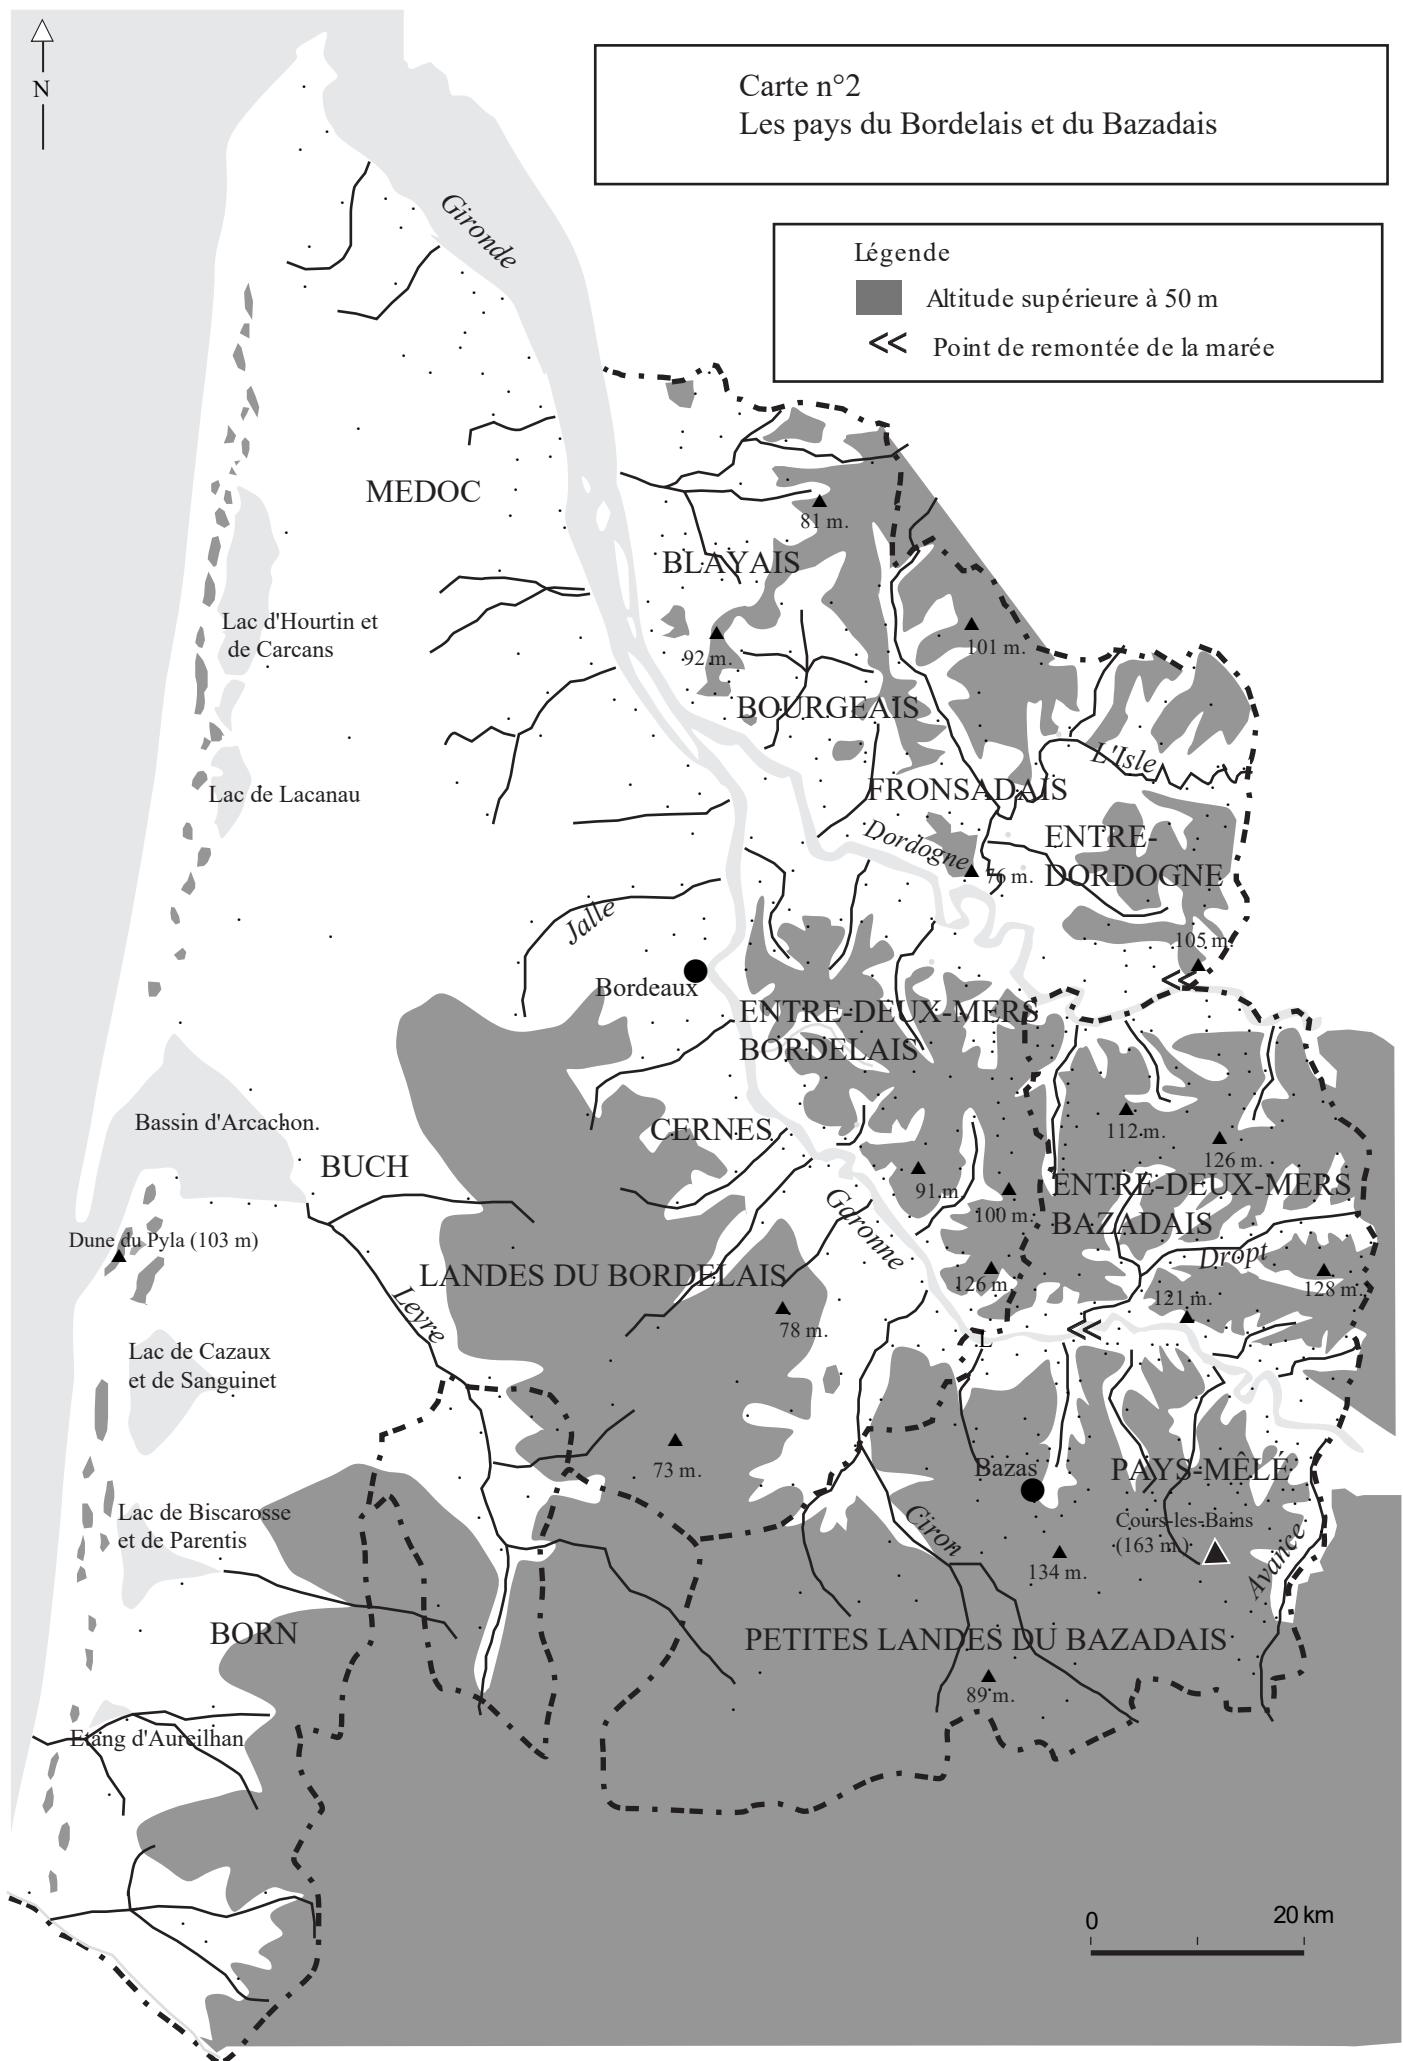 N
Carte n°2
Les pays du Bordelais et du Bazadais
Légende
Altitude supérieure à 50 m
Point de remontée de la marée
Gironde
MEDOC
81 m.
BLAYAIS
Lac d'Hourtin et
de Carcans
101 m.
92 m.
BOURGEAIS
L'Isle
Lac de Lacanau
FRONSADAIS
Dordogne
ENTRE-
76 m.
DORDOGNE
Jalle
105 m.
Bordeaux
ENTRE-DEUX-MERS
BORDELAIS
Bassin d'Arcachon.
CERNES
112 m.
BUCH
126 m.
91 m.
ENTRE-DEUX-MERS
100 m.
BAZADAIS
Garonne
Dune du Pyla (103 m)
Dropt
LANDES DU BORDELAIS
126 m.
128 m.
121 m.
Leyre
78 m.
L
Lac de Cazaux
et de Sanguinet
73 m.
Bazas
PAYS-MÊLÉ
Lac de Biscarosse
et de Parentis
Ciron
Cours-les-Bains
(163 m.)
Avance
134 m.
BORN
PETITES LANDES DU BAZADAIS
89 m.
Etang d'Aureilhan
0
20 km